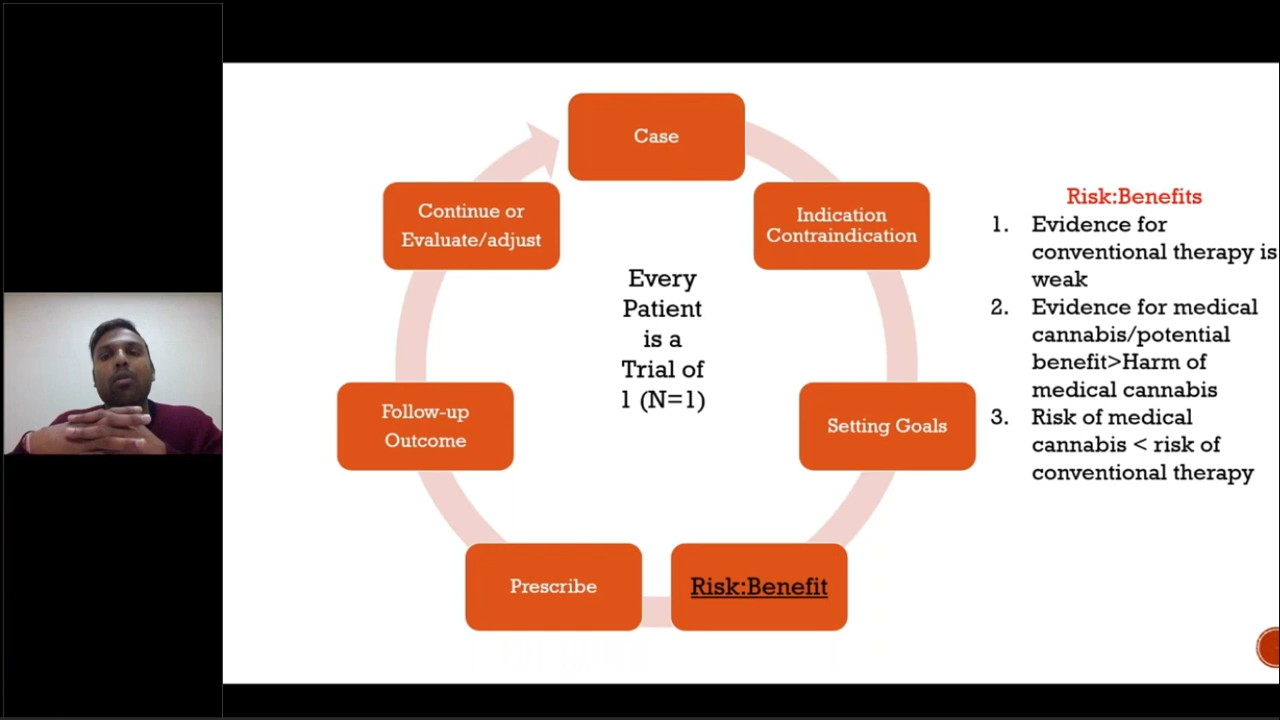 Case
Indication
Contraindication
Setting Goals
Risk:Benefit
Prescribe
Follow-up
Outcome
Continue or
Evaluate/adjust
Every
Patient
is a
Trial of
1 (N=1)
Risk:Benefits
1. Evidence for
conventional therapy is
weak
2. Evidence for medical
cannabis/potential
benefit>Harm of
medical cannabis
3. Risk of medical
cannabis < risk of
conventional therapy